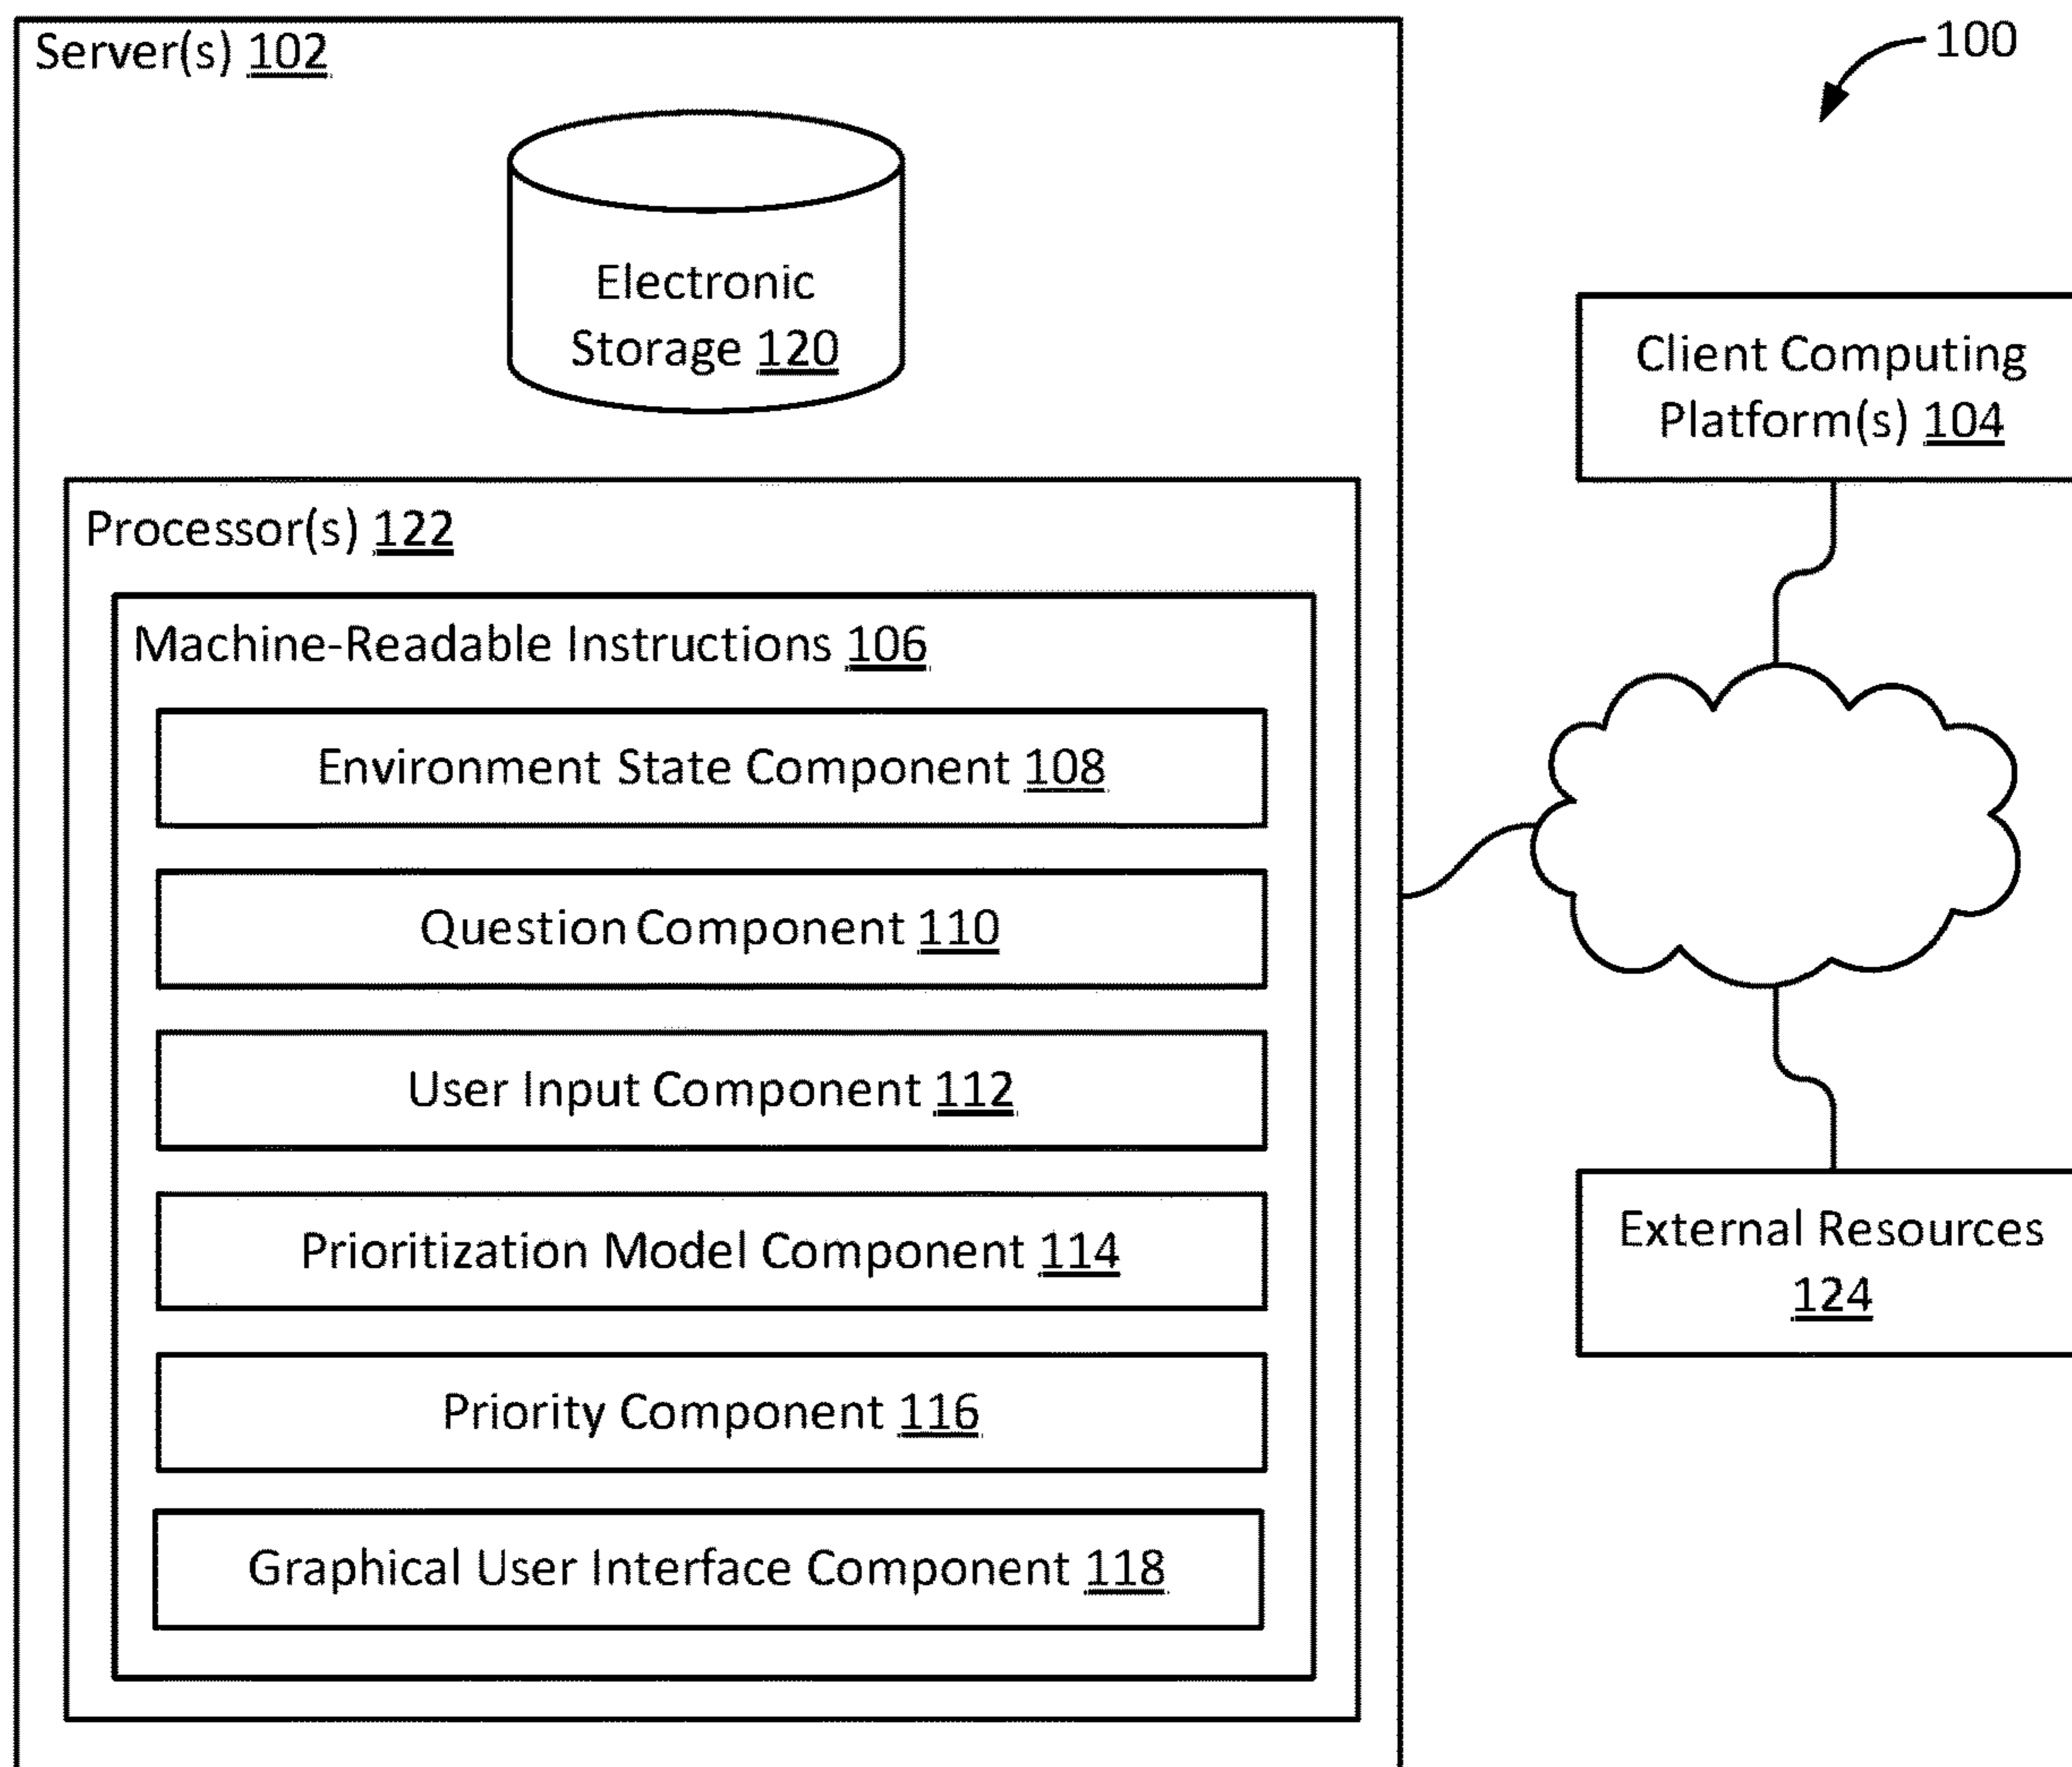 Server(s) 102
100
Electronic
Storage 120
Client Computing
Platform(s) 104
Processor(s) 122
Machine-Readable Instructions 106
Environment State Component 108
Question Component 110
User Input Component 112
Prioritization Model Component 114
Priority Component 116
Graphical User Interface Component 118
External Resources
124